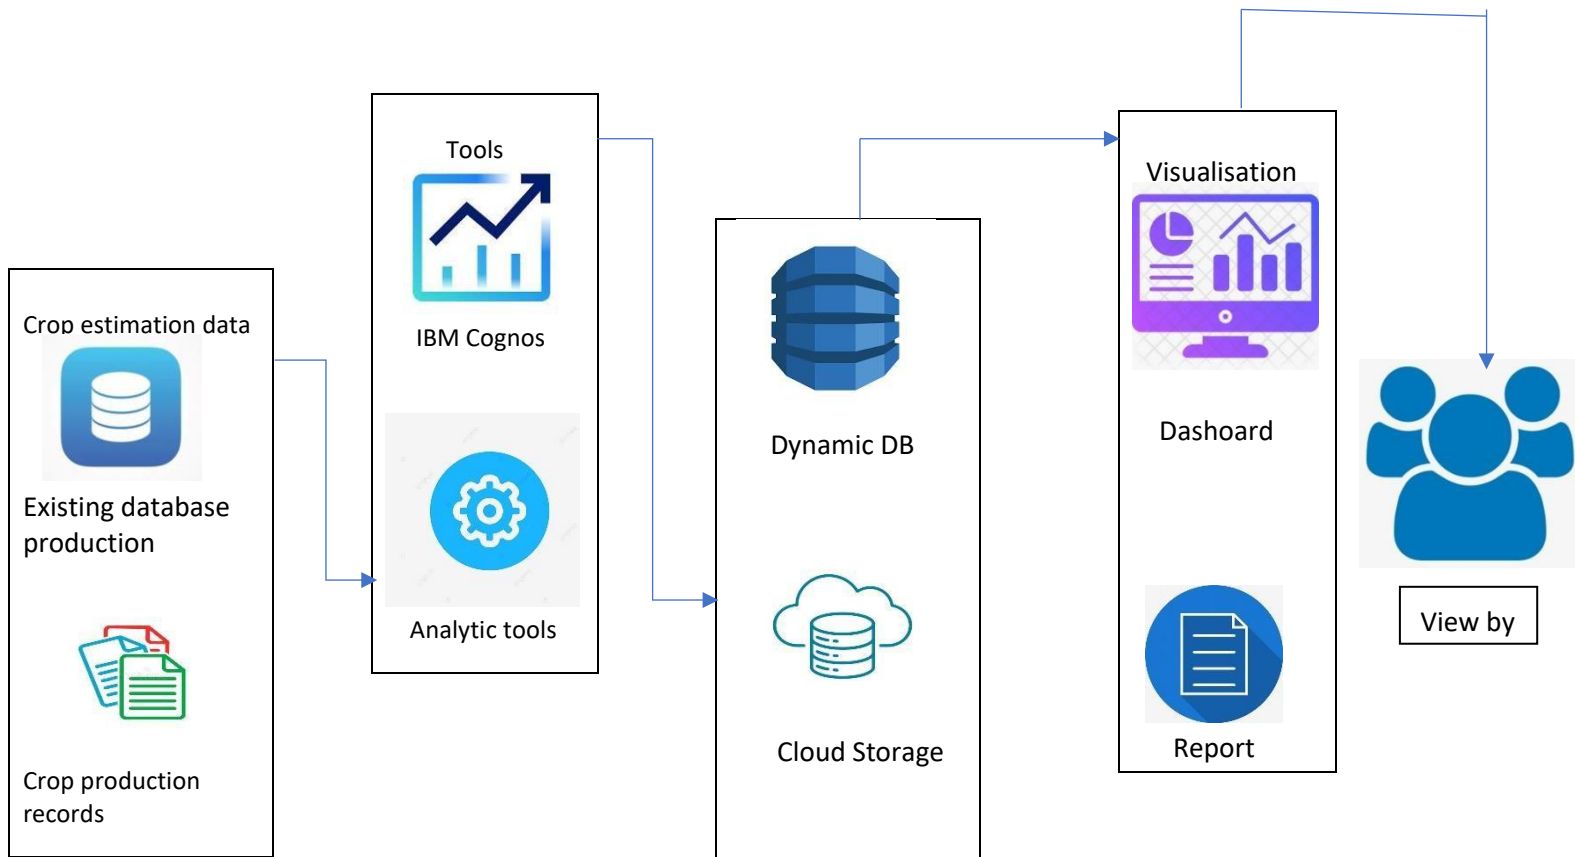 Crop estimation data
Existing database
production
Crop production
records
Tools
IBM Cognos
Analytic tools
Dynamic DB
Cloud Storage
Visualisation
Dashoard
Report
View by